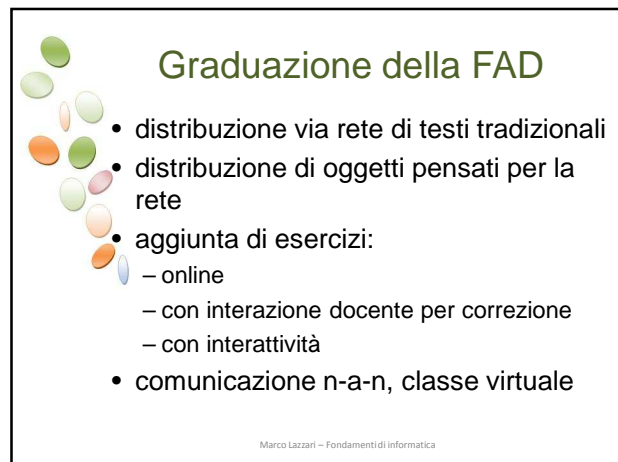 Graduazione della FAD
• distribuzione via rete di testi tradizionali
• distribuzione di oggetti pensati per la
rete
• aggiunta di esercizi:
– online
– con interazione docente per correzione
– con interattività
• comunicazione n-a-n, classe virtuale
Marco Lazzari – Fondamenti di informatica